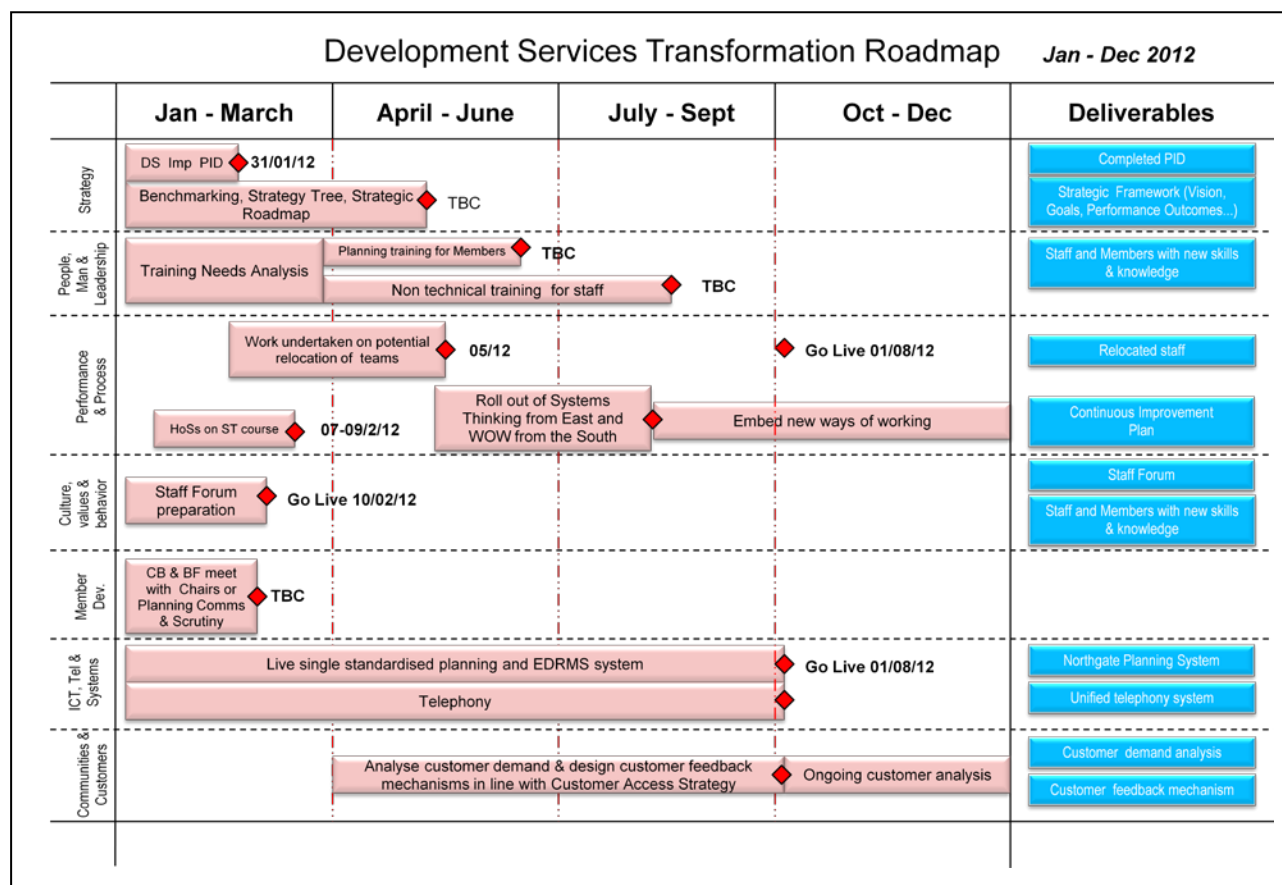 Development Services Transformation Roadmap
Jan - Dec 2012
Jan - March
April - June
July - Sept
Oct - Dec
Deliverables
Strategy
DS Imp PID
31/01/12
Benchmarking, Strategy Tree, Strategic
Roadmap
TBC
Completed PID
Strategic Framework (Vision,
Goals, Performance Outcomes...)
People,
Man &
Leadership
Training Needs Analysis
Planning training for Members
TBC
Non technical training for staff
TBC
Staff and Members with new skills
& knowledge
Performance
& Process
Work undertaken on potential
relocation of teams
05/12
Go Live 01/08/12
Relocated staff
HoSs on ST course
07-09/2/12
Roll out of Systems
Thinking from East and
WOW from the South
Embed new ways of working
Continuous Improvement
Plan
Culture,
values &
behavior
Staff Forum
preparation
Go Live 10/02/12
Staff Forum
Staff and Members with new skills
& knowledge
Member
Dev.
CB & BF meet
with Chairs or
Planning Comms
& Scrutiny
TBC
ICT, Tel &
Systems
Live single standardised planning and EDRMS system
Go Live 01/08/12
Northgate Planning System
Telephony
Unified telephony system
Communities &
Customers
Analyse customer demand & design customer feedback
mechanisms in line with Customer Access Strategy
Ongoing customer analysis
Customer demand analysis
Customer feedback mechanism